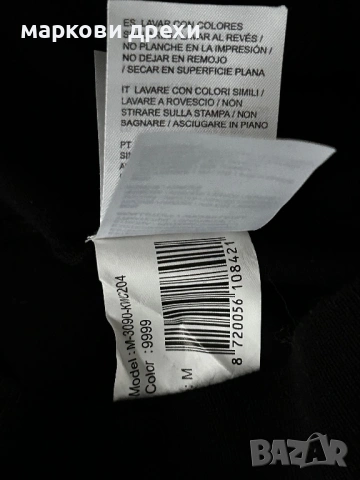 маркови дрехи
ES. LAVAR CON COLORES
AL REVÉS /
NO PLANCHE EN LA IMPRESIÓN /
NO DEJAR EN REMOJO
/ SECAR EN SUPERFICIE PLANA
IT LAVARE CON COLORI SIMILI /
LAVARE A ROVESCIO / NON
STIRARE SULLA STAMPA / NON
BAGNARE / ASCIUGARE IN PIANO
PT
SI
Model : M-3090-KNC204
Color : 9999
: M
8 720056 108421
BAZAR